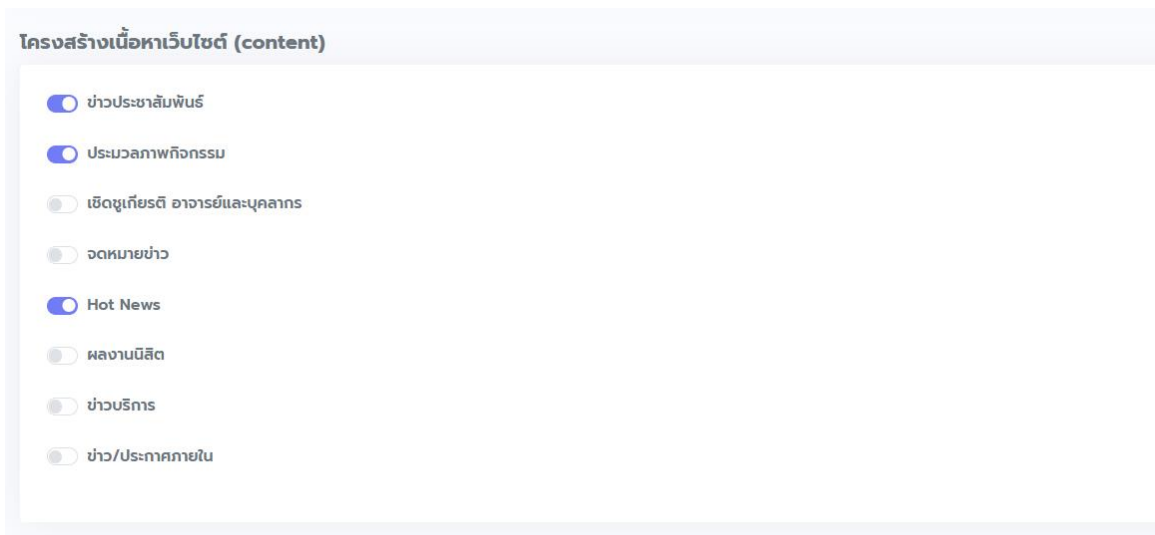 โครงสร้างเนื้อหาเว็บไซต์ (content)
ข่าวประชาสัมพันธ์
ประมวลภาพกิจกรรม
เชิดชูเกียรติ อาจารย์และบุคลากร
จดหมายข่าว
Hot News
ผลงานนิสิต
ข่าวบริการ
ข่าว/ประกาศภายใน